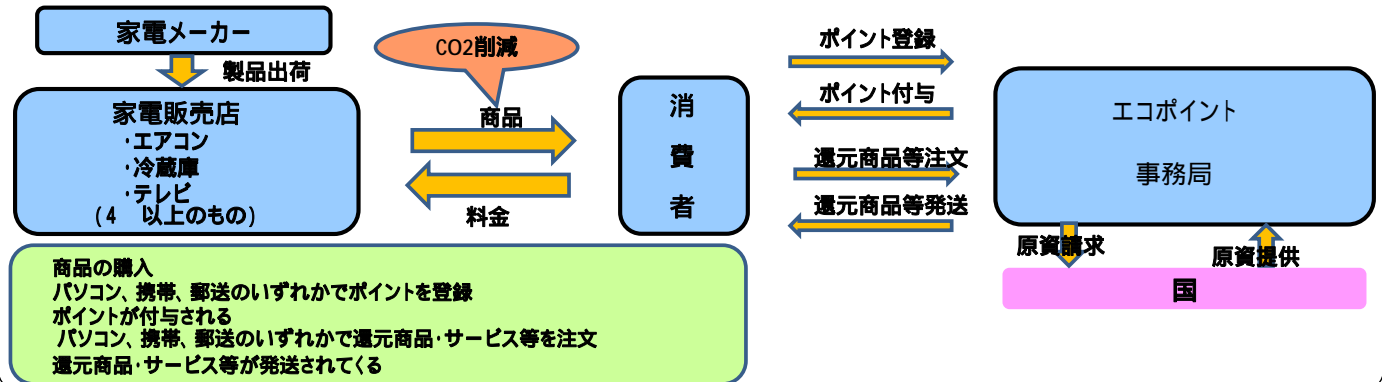 家電メーカー
製品出荷
家電販売店
・エアコン
・冷蔵庫
・テレビ
(4　以上のもの)
CO2削減
商品
料金
消
費
者
ポイント登録
ポイント付与
還元商品等注文
還元商品等発送
エコポイント
事務局
原資請求
原資提供
国
商品の購入
パソコン、携帯、郵送のいずれかでポイントを登録
ポイントが付与される
パソコン、携帯、郵送のいずれかで還元商品・サービス等を注文
還元商品・サービス等が発送されてくる